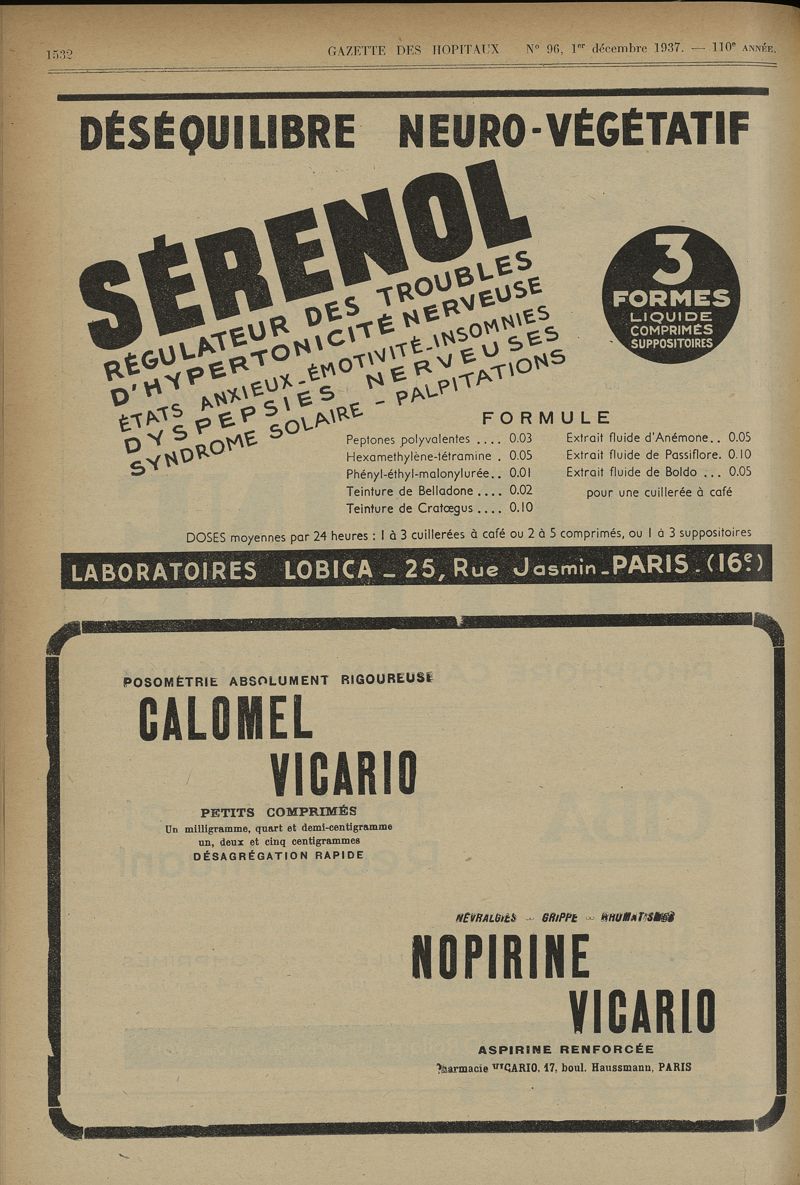 1532
GAZETTE DES HOPITAUX N° 96, 1er décembre 1937. — 110e ANNÉE.
DÉSÉQUILIBRE NEURO-VÉGÉTATIF
SÉRENOL
RÉGULATEUR DES TROUBLES
D'HYPERTONICITÉ NERVEUSE
ÉTATS ANXIEUX_ÉMOTIVITÉ_INSOMNIES
DYSPEPSIES NERVEUSES
SYNDROME SOLAIRE - PALPITATIONS
3
FORMES
LIQUIDE
COMPRIMÉS
SUPPOSITOIRES
FORMULE
Peptones polyvalentes .... 0.03
Hexamethylène-tétramine . 0.05
Phényl-éthyl-malonylurée.. 0.01
Teinture de Belladone .... 0.02
Teinture de Cratœgus .... 0.10
Extrait fluide d'Anémone.. 0.05
Extrait fluide de Passiflore. 0.10
Extrait fluide de Boldo ... 0.05
pour une cuillerée à café
DOSES moyennes par 24 heures : 1 à 3 cuillerées à café ou 2 à 5 comprimés, ou 1 à 3 suppositoires
LABORATOIRES LOBICA _ 25, Rue Jasmin_PARIS_(16e)
POSOMÉTRIE ABSOLUMENT RIGOUREUSE
CALOMEL
VICARIO
PETITS COMPRIMÉS
Un milligramme, quart et demi-centigramme
un, deux et cinq centigrammes
DÉSAGRÉGATION RAPIDE
NÉVRALGIES - GRIPPE - RHUMATISMES
NOPIRINE
VICARIO
ASPIRINE RENFORCÉE
Pharmacie VICARIO, 17, boul. Haussmann, PARIS